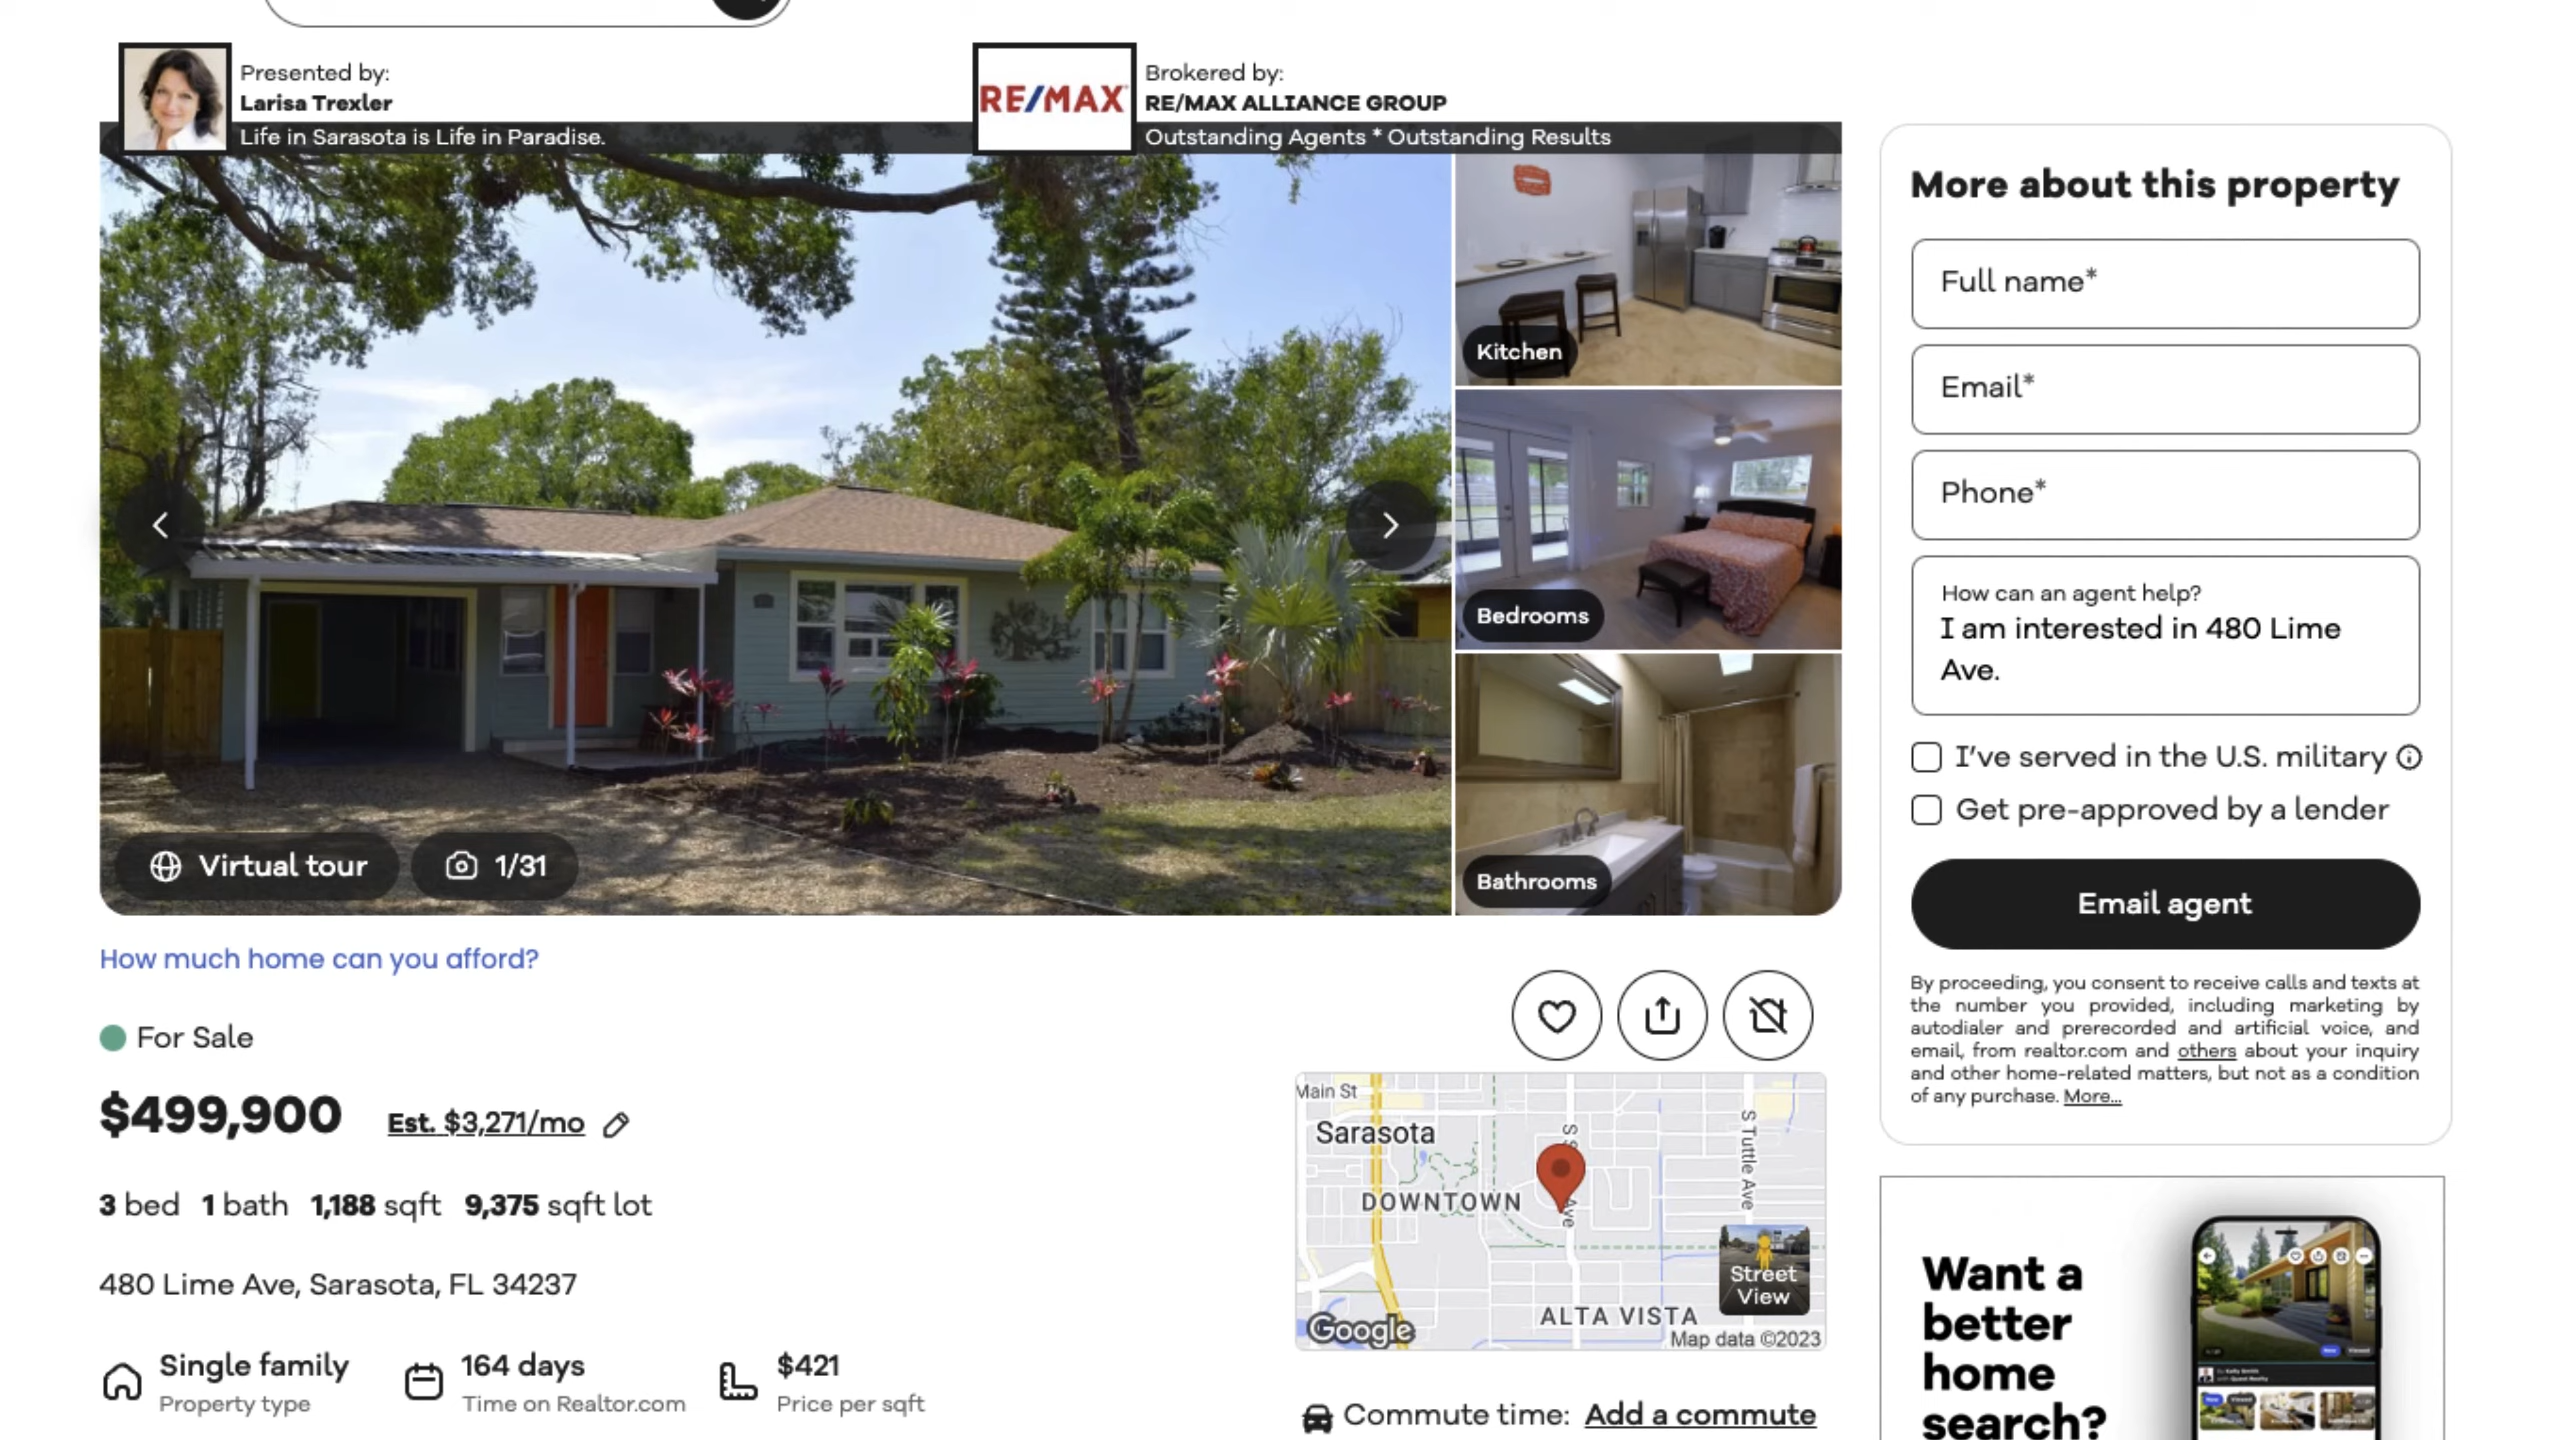 Presented by:
Larisa Trexler
Life in Sarasota is Life in Paradise.
RE/MAX
Brokered by:
RE/MAX ALLIANCE GROUP
Outstanding Agents * Outstanding Results
Kitchen
Bedrooms
Bathrooms
Virtual tour
1/31
How much home can you afford?
For Sale
$499,900
Est. $3,271/mo
3 bed 1 bath 1,188 sqft 9,375 sqft lot
480 Lime Ave, Sarasota, FL 34237
Single family
Property type
164 days
Time on Realtor.com
$421
Price per sqft
Main St
Sarasota
DOWNTOWN
S
Ave
S Tuttle Ave
ALTA VISTA
Street
View
Google
Map data ©2023
Commute time: Add a commute
More about this property
Full name*
Email*
Phone*
How can an agent help?
I am interested in 480 Lime
Ave.
I've served in the U.S. military
Get pre-approved by a lender
Email agent
By proceeding, you consent to receive calls and texts at
the number you provided, including marketing by
autodialer and prerecorded and artificial voice, and
email, from realtor.com and others about your inquiry
and other home-related matters, but not as a condition
of any purchase. More...
Want a
better
home
search?